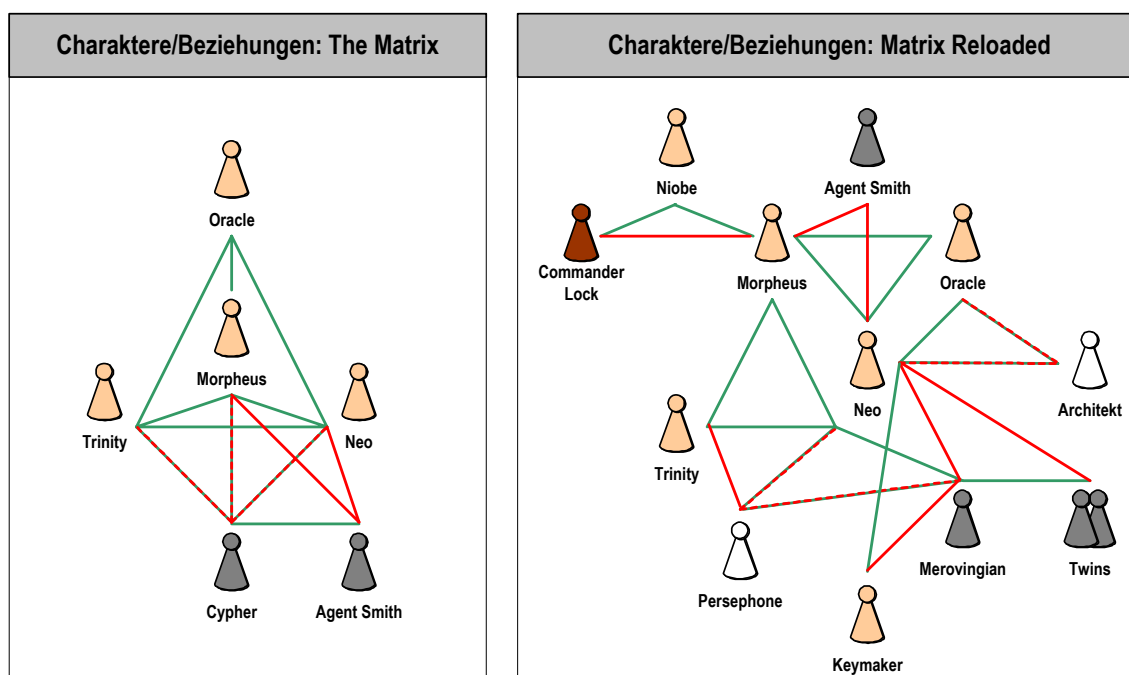 Charaktere/Beziehungen: The Matrix
Oracle
Morpheus
Trinity
Neo
Cypher
Agent Smith
Charaktere/Beziehungen: Matrix Reloaded
Niobe
Agent Smith
Commander
Lock
Morpheus
Oracle
Neo
Architekt
Trinity
Persephone
Merovingian
Twins
Keymaker